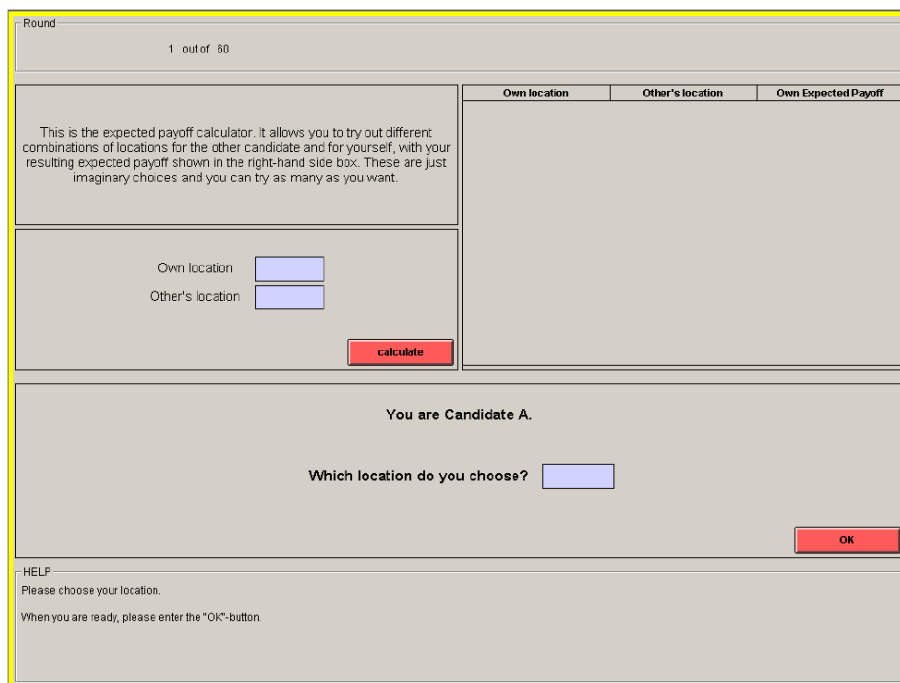 Round
1 out of 60
This is the expected payoff calculator. It allows you to try out different
combinations of locations for the other candidate and for yourself, with your
resulting expected payoff shown in the right-hand side box. These are just
imaginary choices and you can try as many as you want.
Own location Other's location Own Expected Payoff
Own location
Other's location
calculate
You are Candidate A.
Which location do you choose?
OK
HELP
Please choose your location.
When you are ready, please enter the "OK"-button.